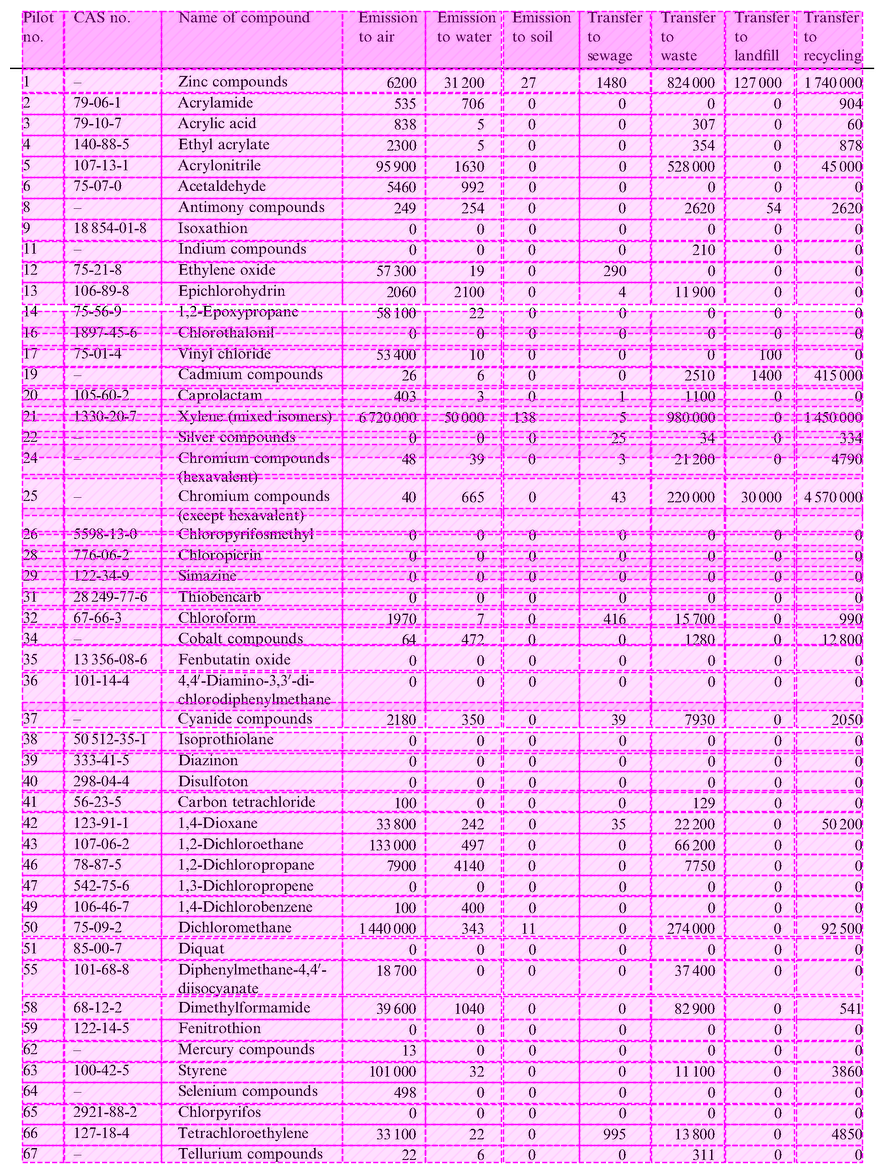 Pilot no. CAS no. Name of compound Emission to air Emission to water Emission to soil Transfer to sewage Transfer to waste Transfer to landfill Transfer to recycling
1 – Zinc compounds 6200 31 200 27 1480 824 000 127 000 1 740 000
2 79-06-1 Acrylamide 535 706 0 0 0 0 904
3 79-10-7 Acrylic acid 838 5 0 0 307 0 60
4 140-88-5 Ethyl acrylate 2300 5 0 0 354 0 878
5 107-13-1 Acrylonitrile 95 900 1630 0 0 528 000 0 45 000
6 75-07-0 Acetaldehyde 5460 992 0 0 0 0 0
8 – Antimony compounds 249 254 0 0 2620 54 2620
9 18 854-01-8 Isoxathion 0 0 0 0 0 0 0
11 – Indium compounds 0 0 0 0 210 0 0
12 75-21-8 Ethylene oxide 57 300 19 0 290 0 0 0
13 106-89-8 Epichlorohydrin 2060 2100 0 4 11 900 0 0
14 75-56-9 1,2-Epoxypropane 58 100 22 0 0 0 0 0
16 1897-45-6 Chlorothalonil 0 0 0 0 0 0 0
17 75-01-4 Vinyl chloride 53 400 10 0 0 0 100 0
19 – Cadmium compounds 26 6 0 0 2510 1400 415 000
20 105-60-2 Caprolactam 403 3 0 1 1100 0 0
21 1330-20-7 Xylene (mixed isomers) 6 720 000 50 000 138 5 980 000 0 1 450 000
22 – Silver compounds 0 0 0 25 34 0 334
24 – Chromium compounds 48 39 0 3 21 200 0 4790
(hexavalent)
25 – Chromium compounds 40 665 0 43 220 000 30 000 4 570 000
(except hexavalent)
26 5598-13-0 Chloropyrifosmethyl 0 0 0 0 0 0 0
28 776-06-2 Chloropicrin 0 0 0 0 0 0 0
29 122-34-9 Simazine 0 0 0 0 0 0 0
31 28 249-77-6 Thiobencarb 0 0 0 0 0 0 0
32 67-66-3 Chloroform 1970 7 0 416 15 700 0 990
34 – Cobalt compounds 64 472 0 0 1280 0 12 800
35 13 356-08-6 Fenbutatin oxide 0 0 0 0 0 0 0
36 101-14-4 4,4′-Diamino-3,3′-di- 0 0 0 0 0 0 0
chlorodiphenylmethane
37 – Cyanide compounds 2180 350 0 39 7930 0 2050
38 50 512-35-1 Isoprothiolane 0 0 0 0 0 0 0
39 333-41-5 Diazinon 0 0 0 0 0 0 0
40 298-04-4 Disulfoton 0 0 0 0 0 0 0
41 56-23-5 Carbon tetrachloride 100 0 0 0 129 0 0
42 123-91-1 1,4-Dioxane 33 800 242 0 35 22 200 0 50 200
43 107-06-2 1,2-Dichloroethane 133 000 497 0 0 66 200 0 0
46 78-87-5 1,2-Dichloropropane 7900 4140 0 0 7750 0 0
47 542-75-6 1,3-Dichloropropene 0 0 0 0 0 0 0
49 106-46-7 1,4-Dichlorobenzene 100 400 0 0 0 0 0
50 75-09-2 Dichloromethane 1 440 000 343 11 0 274 000 0 92 500
51 85-00-7 Diquat 0 0 0 0 0 0 0
55 101-68-8 Diphenylmethane-4,4′- 18 700 0 0 0 37 400 0 0
diisocyanate
58 68-12-2 Dimethylformamide 39 600 1040 0 0 82 900 0 541
59 122-14-5 Fenitrothion 0 0 0 0 0 0 0
62 – Mercury compounds 13 0 0 0 0 0 0
63 100-42-5 Styrene 101 000 32 0 0 11 100 0 3860
64 – Selenium compounds 498 0 0 0 0 0 0
65 2921-88-2 Chlorpyrifos 0 0 0 0 0 0 0
66 127-18-4 Tetrachloroethylene 33 100 22 0 995 13 800 0 4850
67 – Tellurium compounds 22 6 0 0 311 0 0